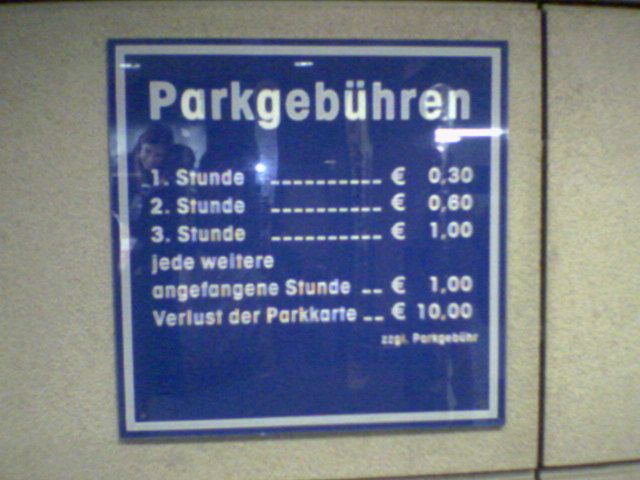 Parkgebühren
1. Stunde ----------- € 0,30
2. Stunde ----------- € 0,60
3. Stunde ----------- € 1,00
jede weitere
angefangene Stunde -- € 1,00
Verlust der Parkkarte -- € 10,00
zzgl. Parkgebühr